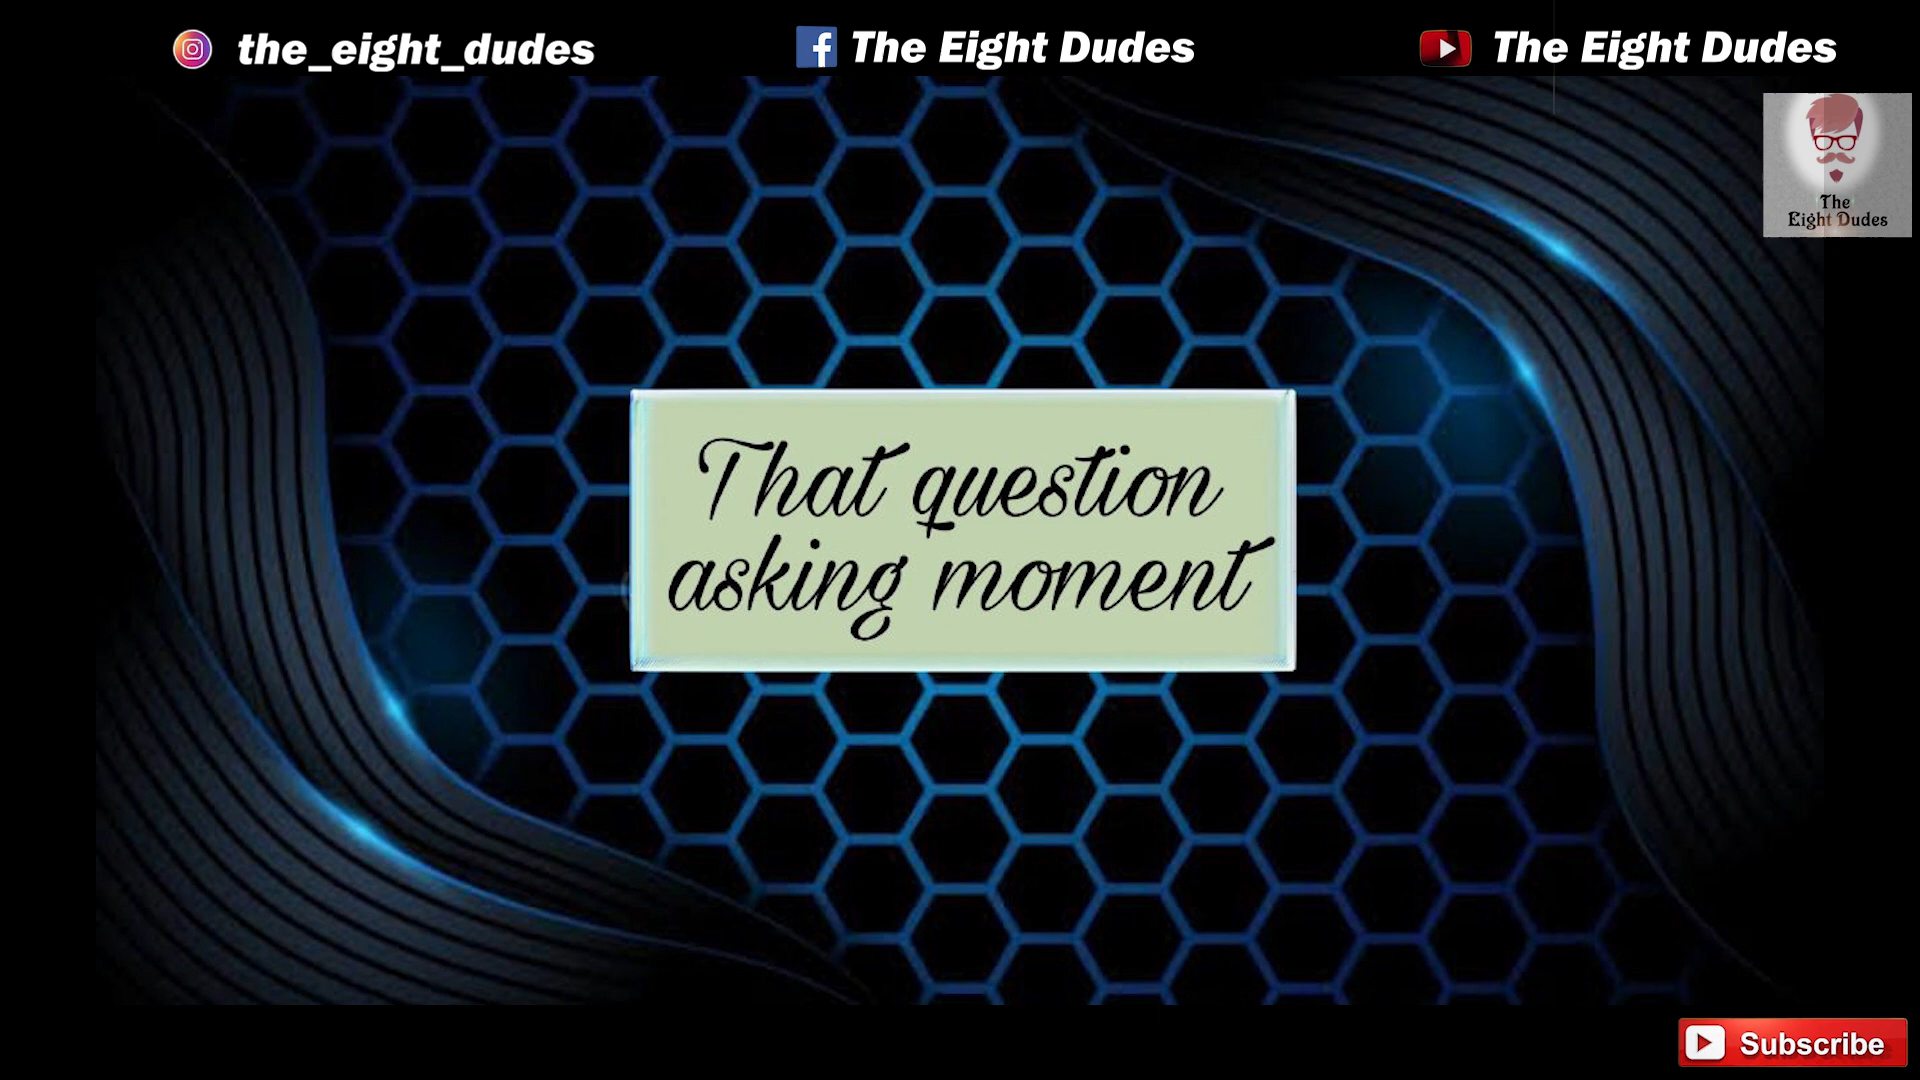 the_eight_dudes
The Eight Dudes
The Eight Dudes
The
Eight Dudes
That question
asking moment
Subscribe